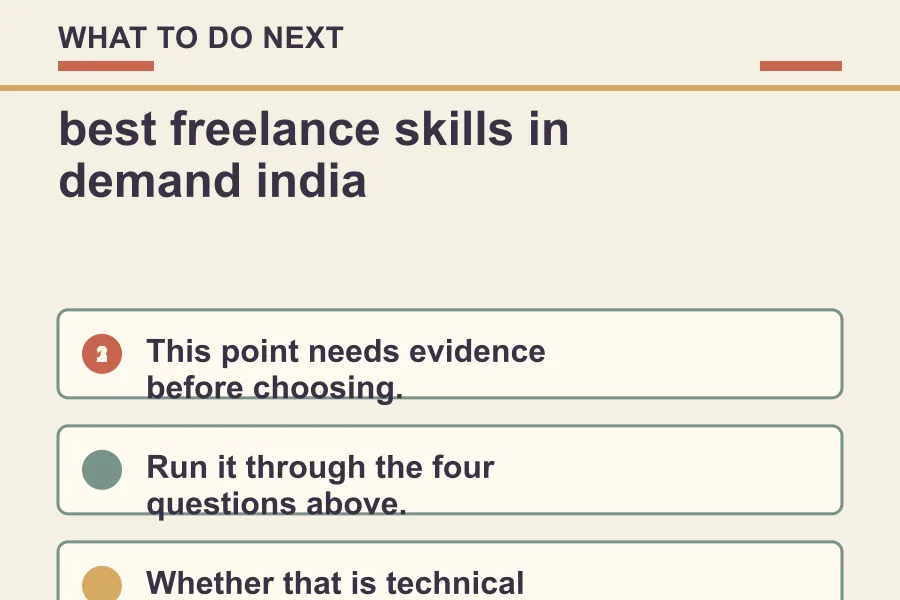 WHAT TO DO NEXT
best freelance skills in
demand india
This point needs evidence
before choosing.
Run it through the four
questions above.
Whether that is technical